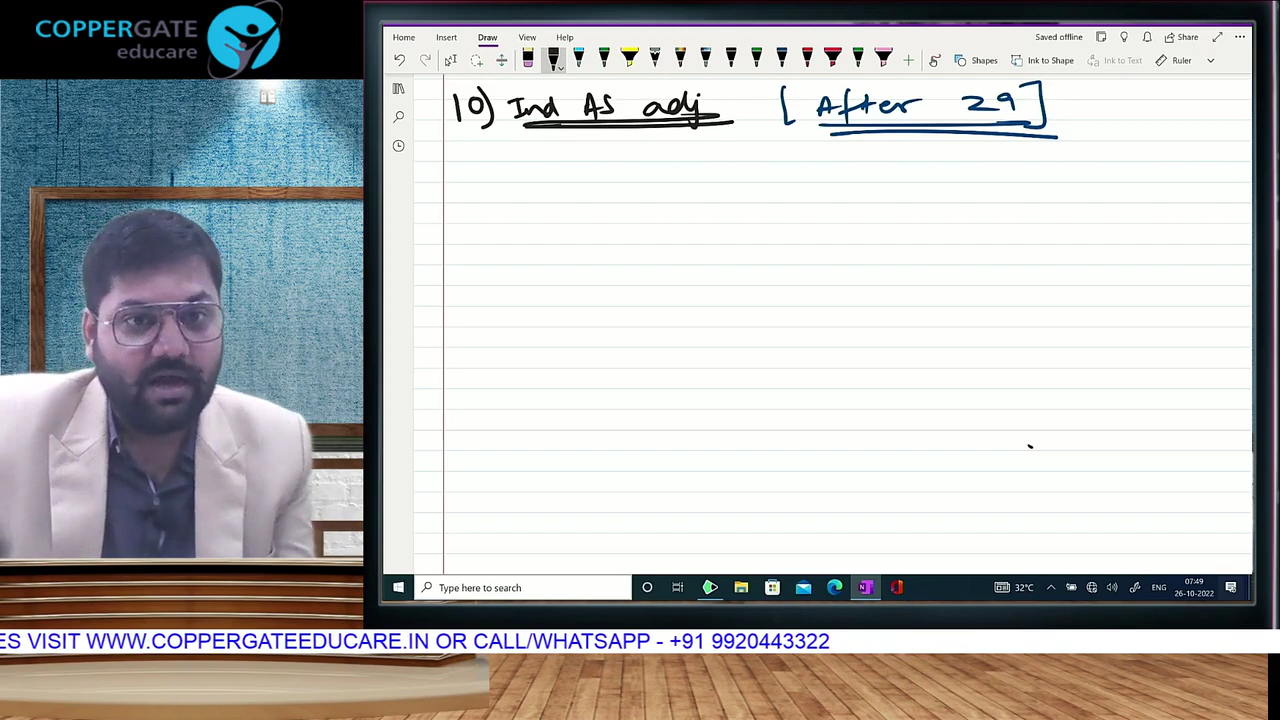 COPPERGATE
educare
Home Insert Draw View Help
Saved offline
Share
Shapes
Ink to Shape
Ink to Text
Ruler
10) Ind AS adj [After 29]
Type here to search
32°C
ENG
07:49
26-10-2022
ES VISIT WWW.COPPERGATEEDUCARE.IN OR CALL/WHATSAPP - +91 9920443322